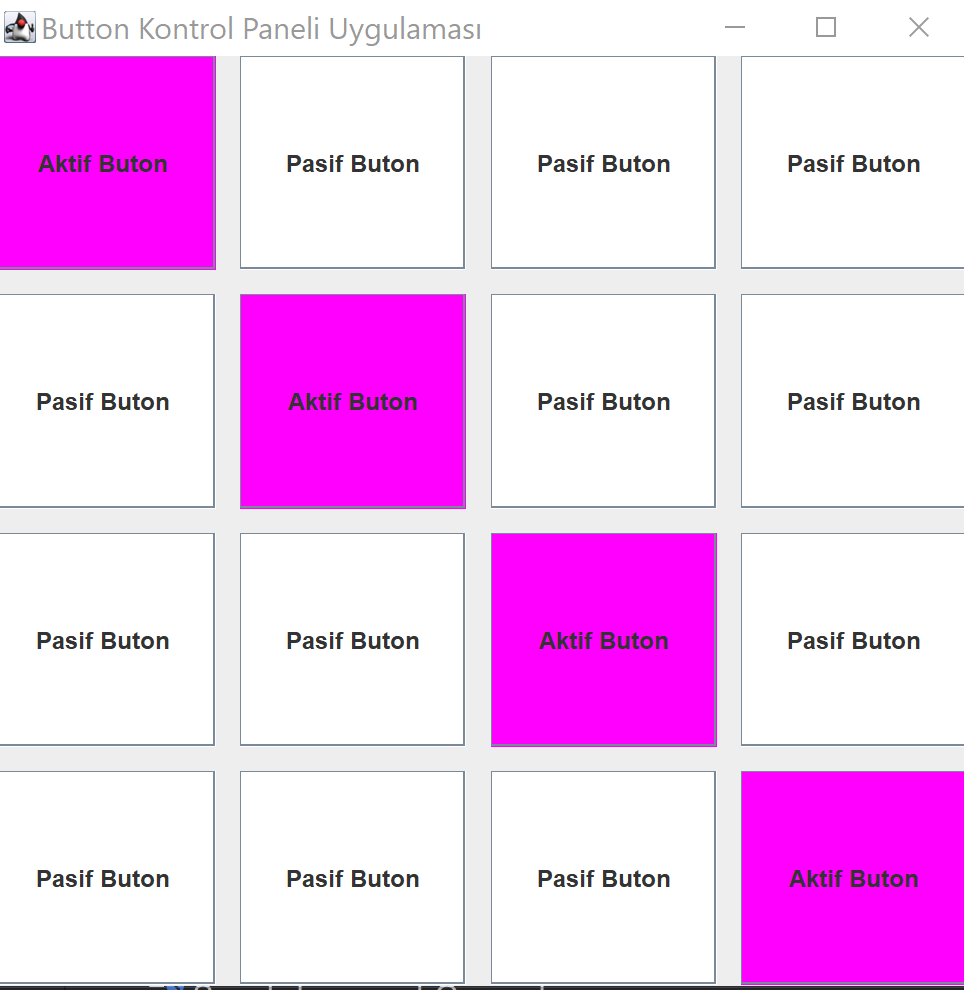 Button Kontrol Paneli Uygulaması
Aktif Buton Pasif Buton Pasif Buton Pasif Buton
Pasif Buton Aktif Buton Pasif Buton Pasif Buton
Pasif Buton Pasif Buton Aktif Buton Pasif Buton
Pasif Buton Pasif Buton Pasif Buton Aktif Buton